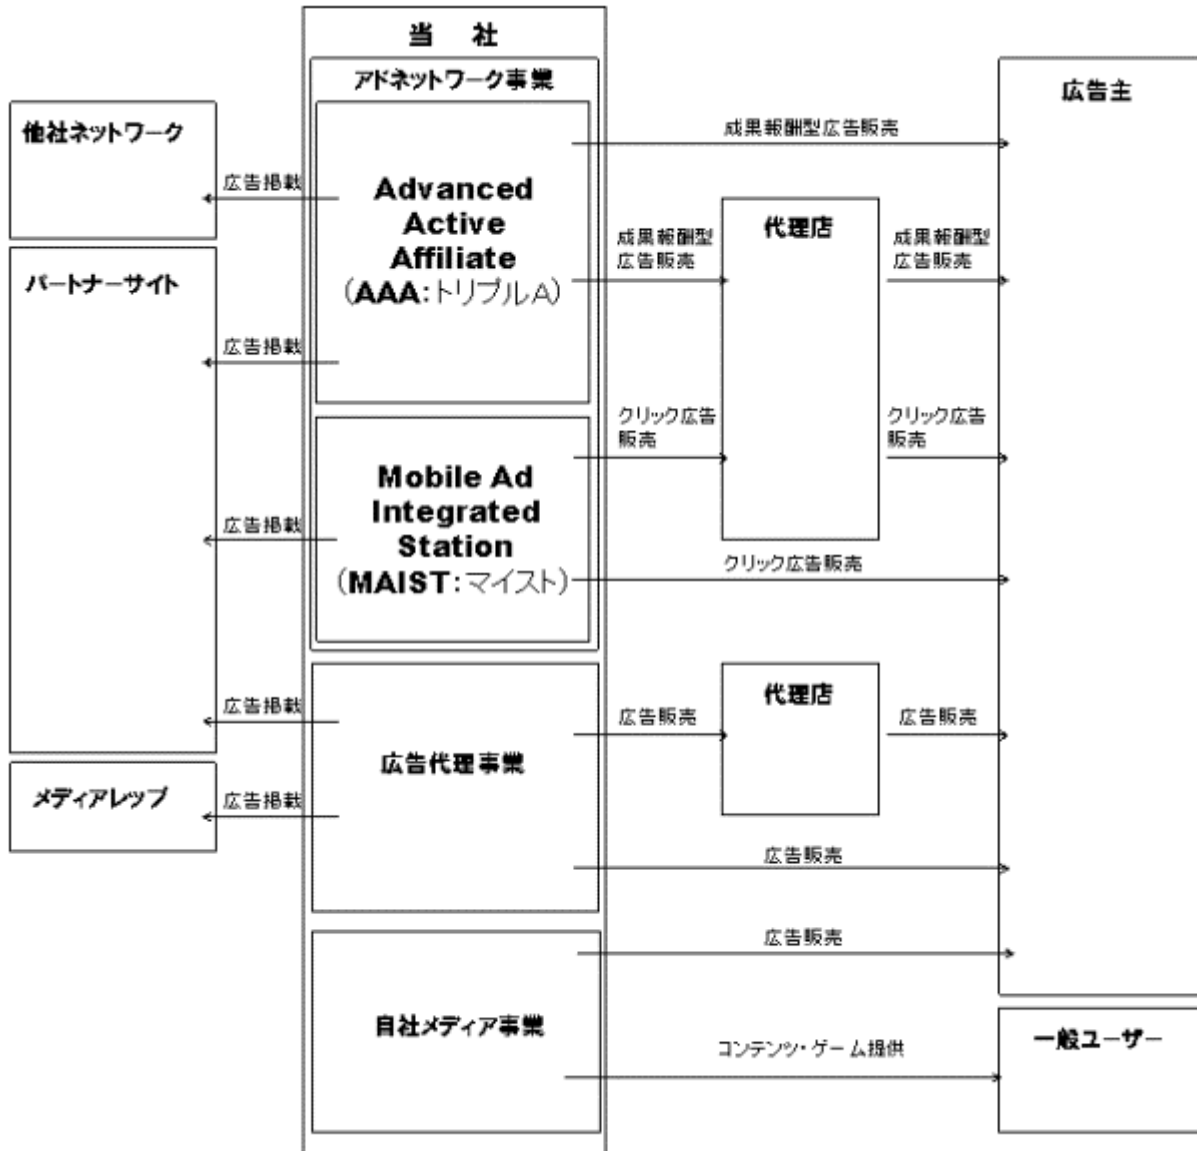 当 社
アドネットワーク事業
広告主
他社ネットワーク
成果報酬型広告販売
広告掲載
Advanced
Active
Affiliate
(AAA:トリプルA)
代理店
成果報酬型
広告販売
成果報酬型
広告販売
パートナーサイト
広告掲載
クリック広告
販売
クリック広告
販売
Mobile Ad
Integrated
Station
(MAIST:マイスト)
広告掲載
クリック広告販売
代理店
広告掲載
広告販売
広告販売
広告代理事業
メディアレップ
広告掲載
広告販売
広告販売
自社メディア事業
コンテンツ・ゲーム提供
一般ユーザー